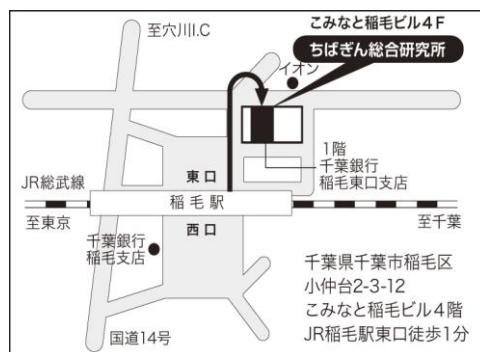 こみなと稲毛ビル4F
ちばぎん総合研究所
至穴川I.C
イオン
1階
千葉銀行
稲毛東口支店
東口
JR総武線
稲毛駅
至東京
至千葉
西口
千葉銀行
稲毛支店
国道14号
千葉県千葉市稲毛区
小仲台2-3-12
こみなと稲毛ビル4階
JR稲毛駅東口徒歩1分